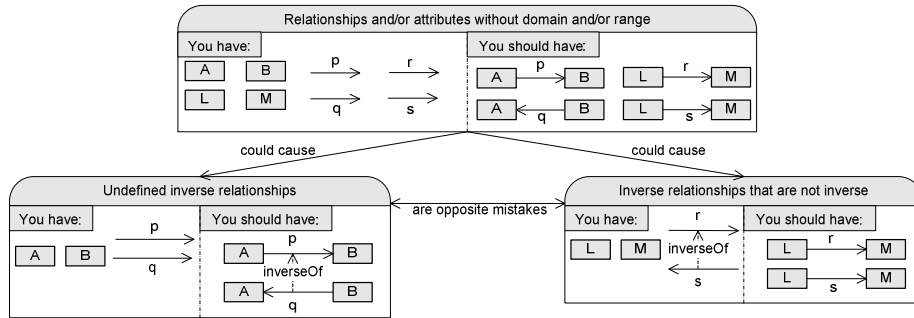 Relationships and/or attributes without domain and/or range
You have:
You should have:
A B p r
L M q s
A p B L r M
A q B L s M
could cause
could cause
Undefined inverse relationships
You have:
You should have:
p
A B
q
p
A B
inverseOf
A B
q
are opposite mistakes
Inverse relationships that are not inverse
You have:
You should have:
r
L M
inverseOf
s
r
L M
L M
s